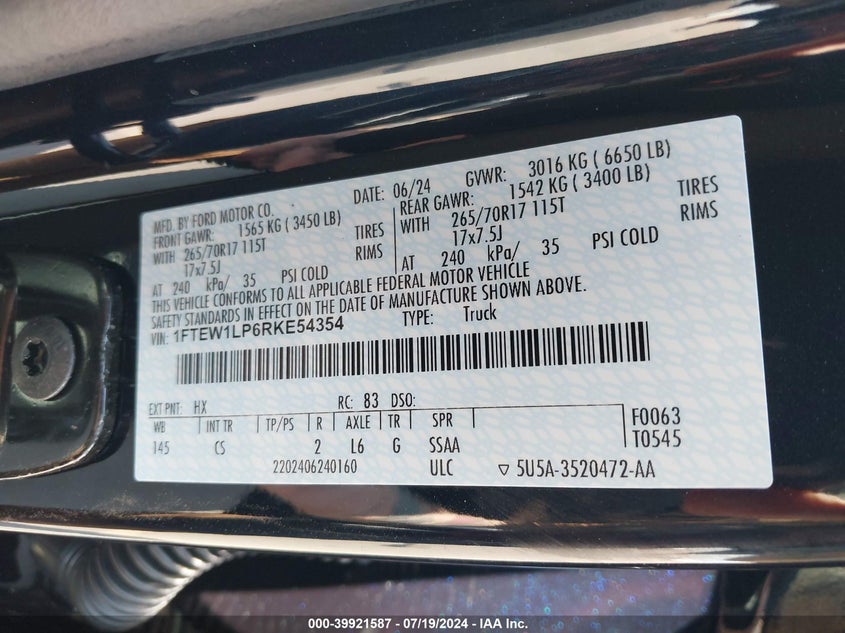 MFD. BY FORD MOTOR CO. DATE: 06/24 GVWR: 3016 KG ( 6650 LB)
FRONT GAWR: 1565 KG ( 3450 LB) REAR GAWR: 1542 KG ( 3400 LB)
WITH 265/70R17 115T TIRES WITH 265/70R17 115T TIRES
17x7.5J RIMS 17x7.5J RIMS
AT 240 kPa/ 35 PSI COLD AT 240 kPa/ 35 PSI COLD
THIS VEHICLE CONFORMS TO ALL APPLICABLE FEDERAL MOTOR VEHICLE
SAFETY STANDARDS IN EFFECT ON THE DATE OF MANUFACTURE SHOWN ABOVE.
VIN: 1FTEW1LP6RKE54354 TYPE: Truck
EXT PNT: HX RC: 83 DSO:
WB INT TR TP/PS R AXLE TR SPR F0063
145 CS 2 L6 G SSAA T0545
2202406240160 ULC 5U5A-3520472-AA
000-39921587 / 07/19/2024 - IAA Inc.